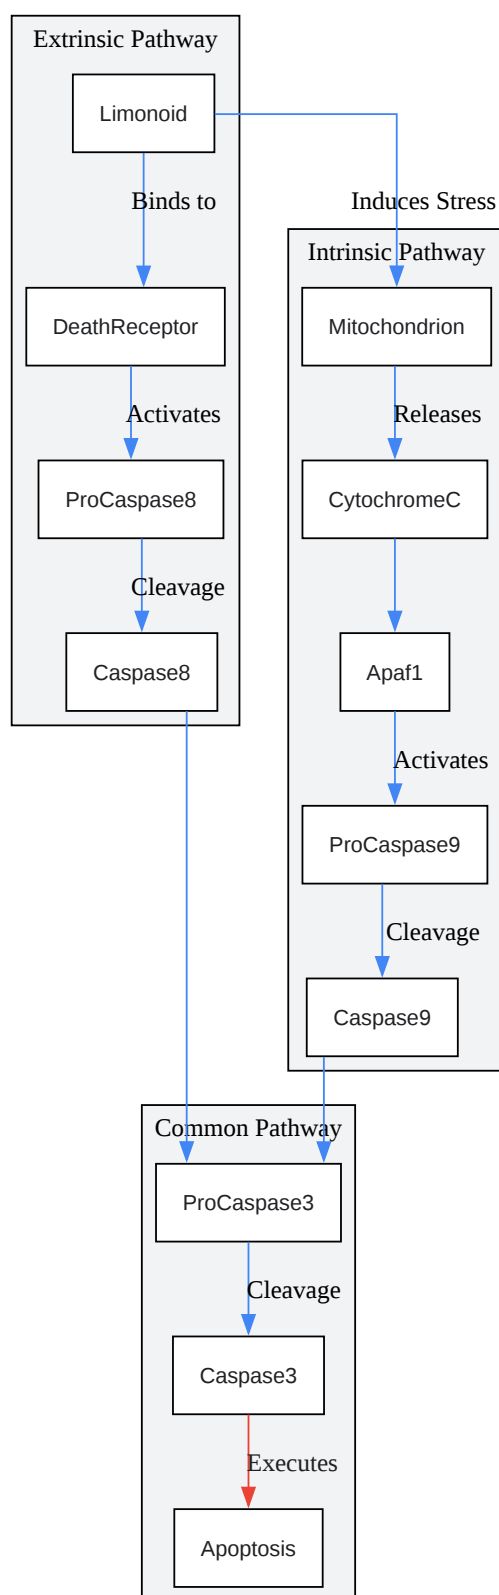 Extrinsic Pathway
Limonoid
Binds to
Induces Stress
Intrinsic Pathway
DeathReceptor
Mitochondrion
Activates
Releases
ProCaspase8
CytochromeC
Cleavage
Caspase8
Apaf1
Activates
ProCaspase9
Cleavage
Caspase9
Common Pathway
ProCaspase3
Cleavage
Caspase3
Executes
Apoptosis